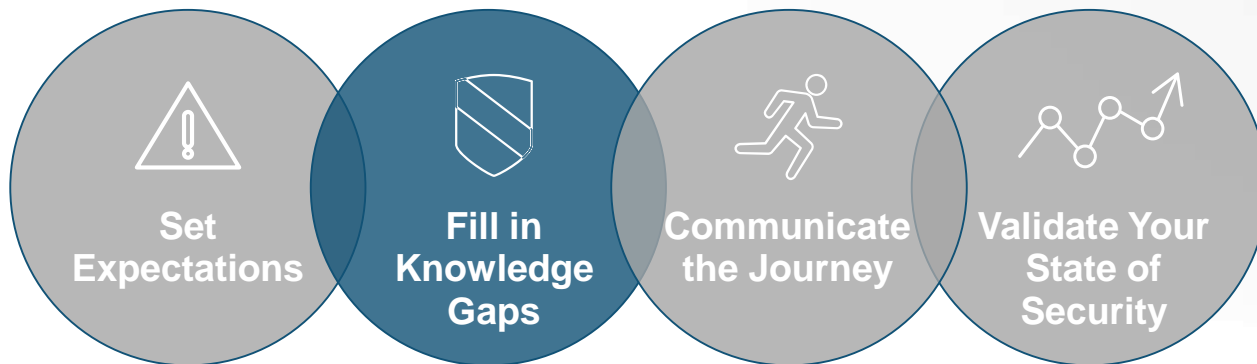 Set
Expectations
Fill in
Knowledge
Gaps
Communicate
the Journey
Validate Your
State of
Security